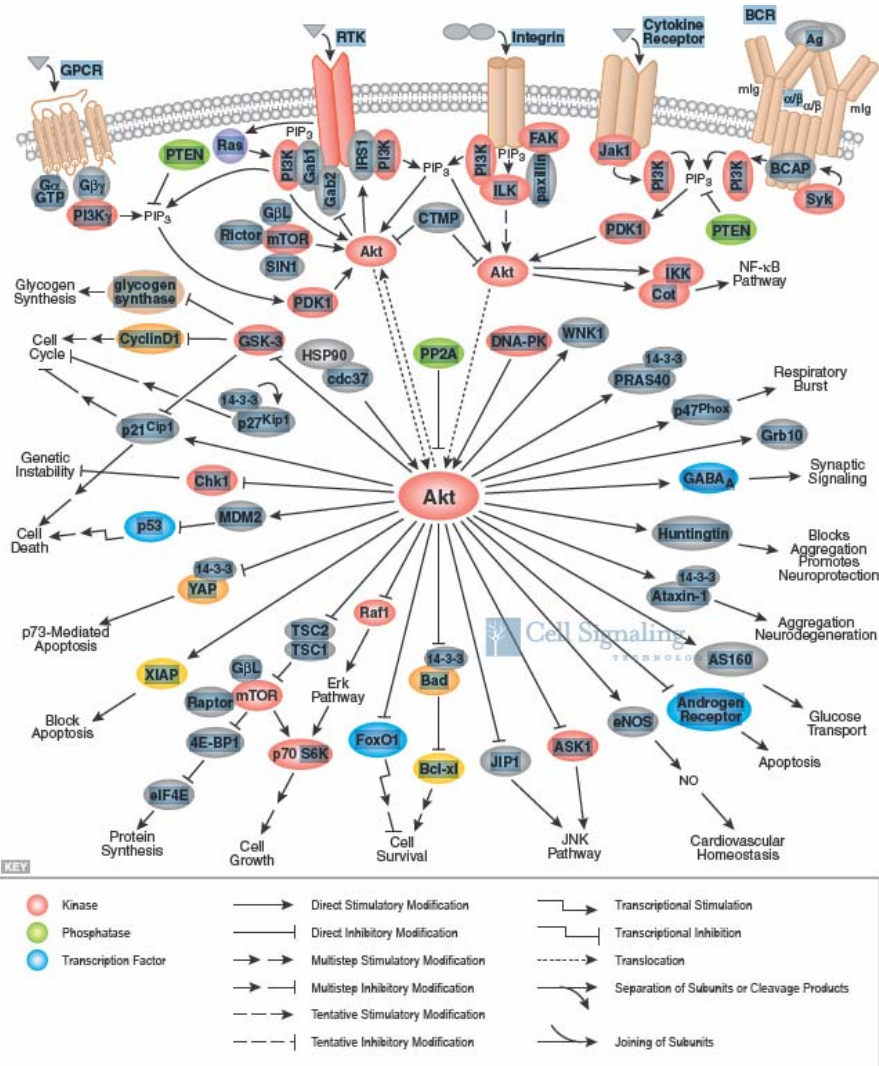 BCR
RTK
Integrin
Cytokine
Receptor
Ag
GPCR
mIg
α/β
α/β
mIg
PIP3
PTEN
Ras
PI3K
Gab1
Gab2
IRS1
PI3K
PIP3
PI3K
PIP3
FAK
ILK
paxillin
Jak1
PI3K
PIP3
PI3K
BCAP
Syk
Gα
GTP
Gβγ
PI3Kγ
PIP3
GβL
Rictor
mTOR
SIN1
CTMP
Akt
Akt
PDK1
PTEN
IKK
Cot
NF-κB
Pathway
Glycogen
Synthesis
glycogen
synthase
PDK1
Cell
Cycle
CyclinD1
GSK-3
HSP90
cdc37
PP2A
DNA-PK
WNK1
14-3-3
PRAS40
Respiratory
Burst
14-3-3
p27Kip1
p21Cip1
p47Phox
Grb10
Genetic
Instability
Chk1
Akt
GABAA
Synaptic
Signaling
Cell
Death
p53
MDM2
Huntingtin
Blocks
Aggregation
Promotes
Neuroprotection
14-3-3
YAP
14-3-3
Ataxin-1
p73-Mediated
Apoptosis
Raf1
TSC2
TSC1
Cell Signaling
TECHNOLO
Aggregation
Neurodegeneration
XIAP
GβL
Raptor
mTOR
Erk
Pathway
14-3-3
Bad
AS160
Block
Apoptosis
4E-BP1
p70 S6K
FoxO1
Bcl-xl
JIP1
ASK1
eNOS
Androgen
Receptor
Glucose
Transport
Apoptosis
eIF4E
NO
Protein
Synthesis
Cell
Growth
Cell
Survival
JNK
Pathway
Cardiovascular
Homeostasis
KEY
Kinase
Phosphatase
Transcription Factor
Direct Stimulatory Modification
Direct Inhibitory Modification
Multistep Stimulatory Modification
Multistep Inhibitory Modification
Tentative Stimulatory Modification
Tentative Inhibitory Modification
Transcriptional Stimulation
Transcriptional Inhibition
Translocation
Separation of Subunits or Cleavage Products
Joining of Subunits